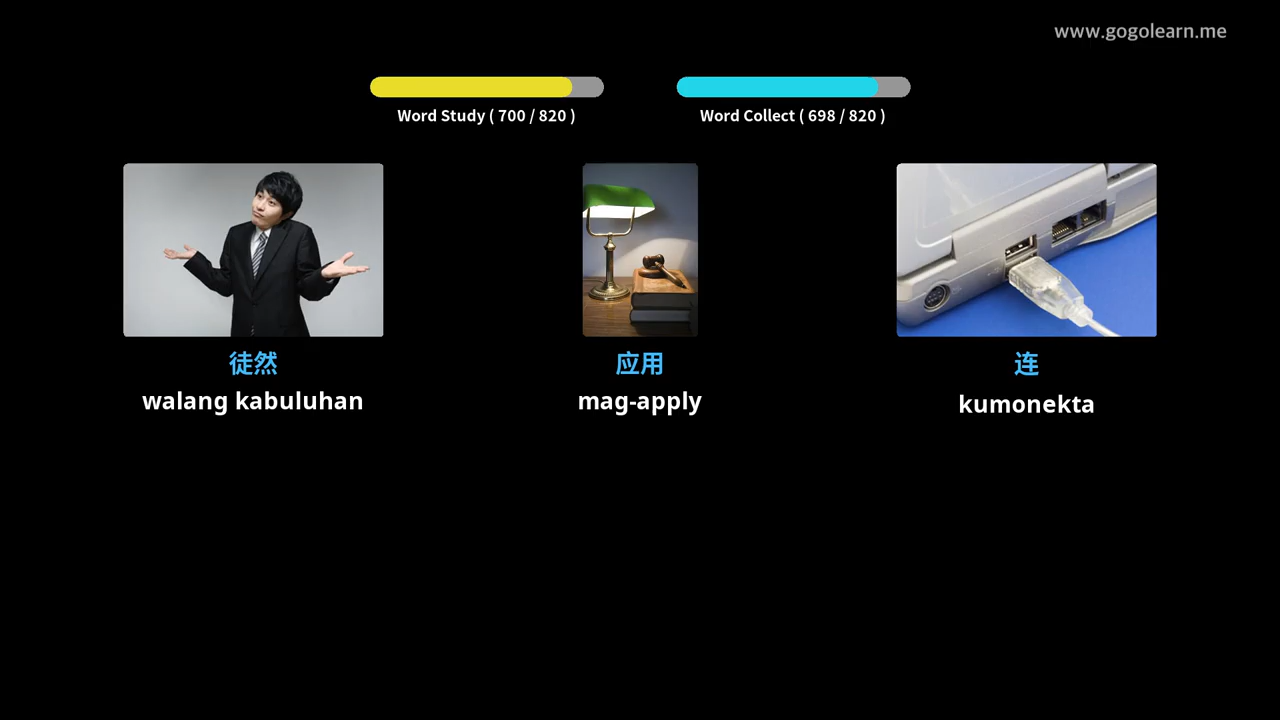 www.gogolearn.me
Word Study ( 700 / 820 )
Word Collect ( 698 / 820 )
徒然
应用
连
walang kabuluhan
mag-apply
kumonekta